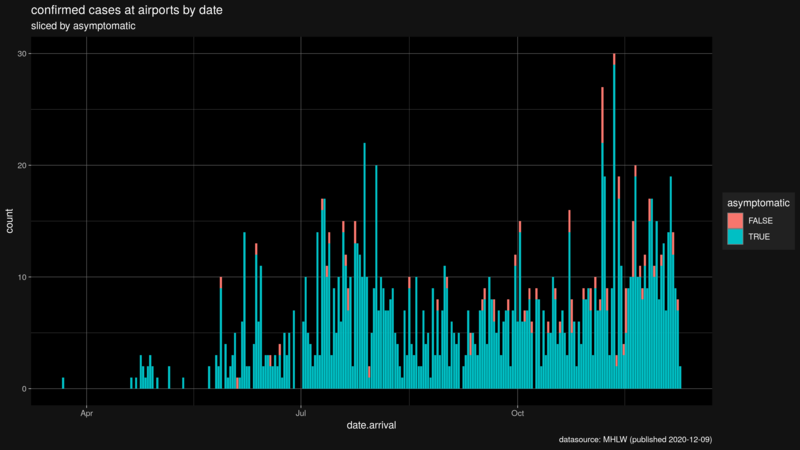 confirmed cases at airports by date
sliced by asymptomatic
30
20
10
0
count
Apr
Jul
Oct
date.arrival
asymptomatic
FALSE
TRUE
datasource: MHLW (published 2020-12-09)